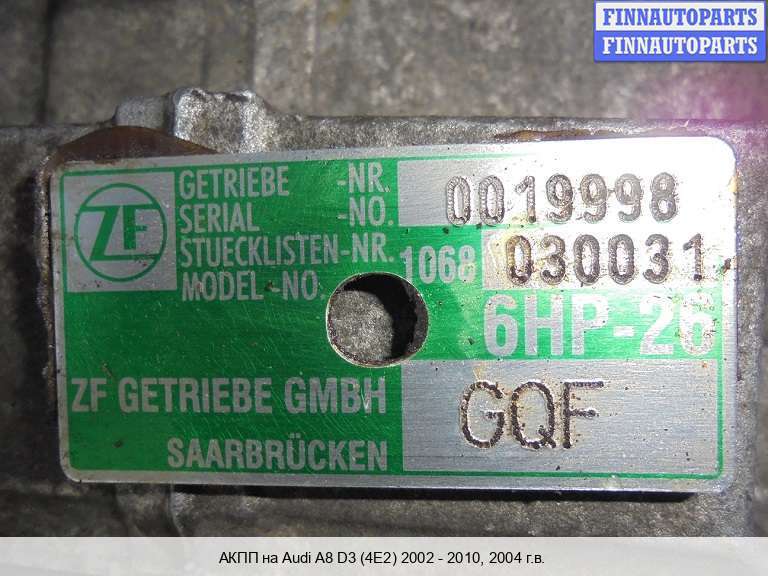 FINNAUTOPARTS
FINNAUTOPARTS
ZF
GETRIEBE -NR.
SERIAL -NO.
0019998
STUECKLISTEN-NR.
MODEL -NO.
1068 030031
6HP-26
ZF GETRIEBE GMBH
SAARBRÜCKEN
GQF
АКПП на Audi A8 D3 (4E2) 2002 - 2010, 2004 г.в.